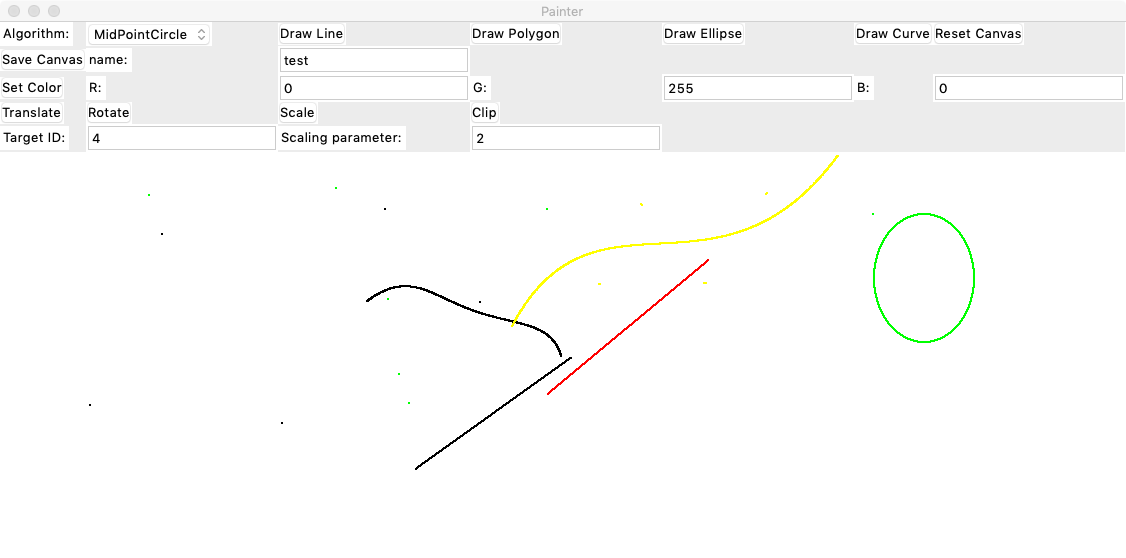 Painter
Algorithm: MidPointCircle Draw Line Draw Polygon Draw Ellipse Draw Curve Reset Canvas
Save Canvas name: test
Set Color R: 0 G: 255 B: 0
Translate Rotate Scale Clip
Target ID: 4 Scaling parameter: 2